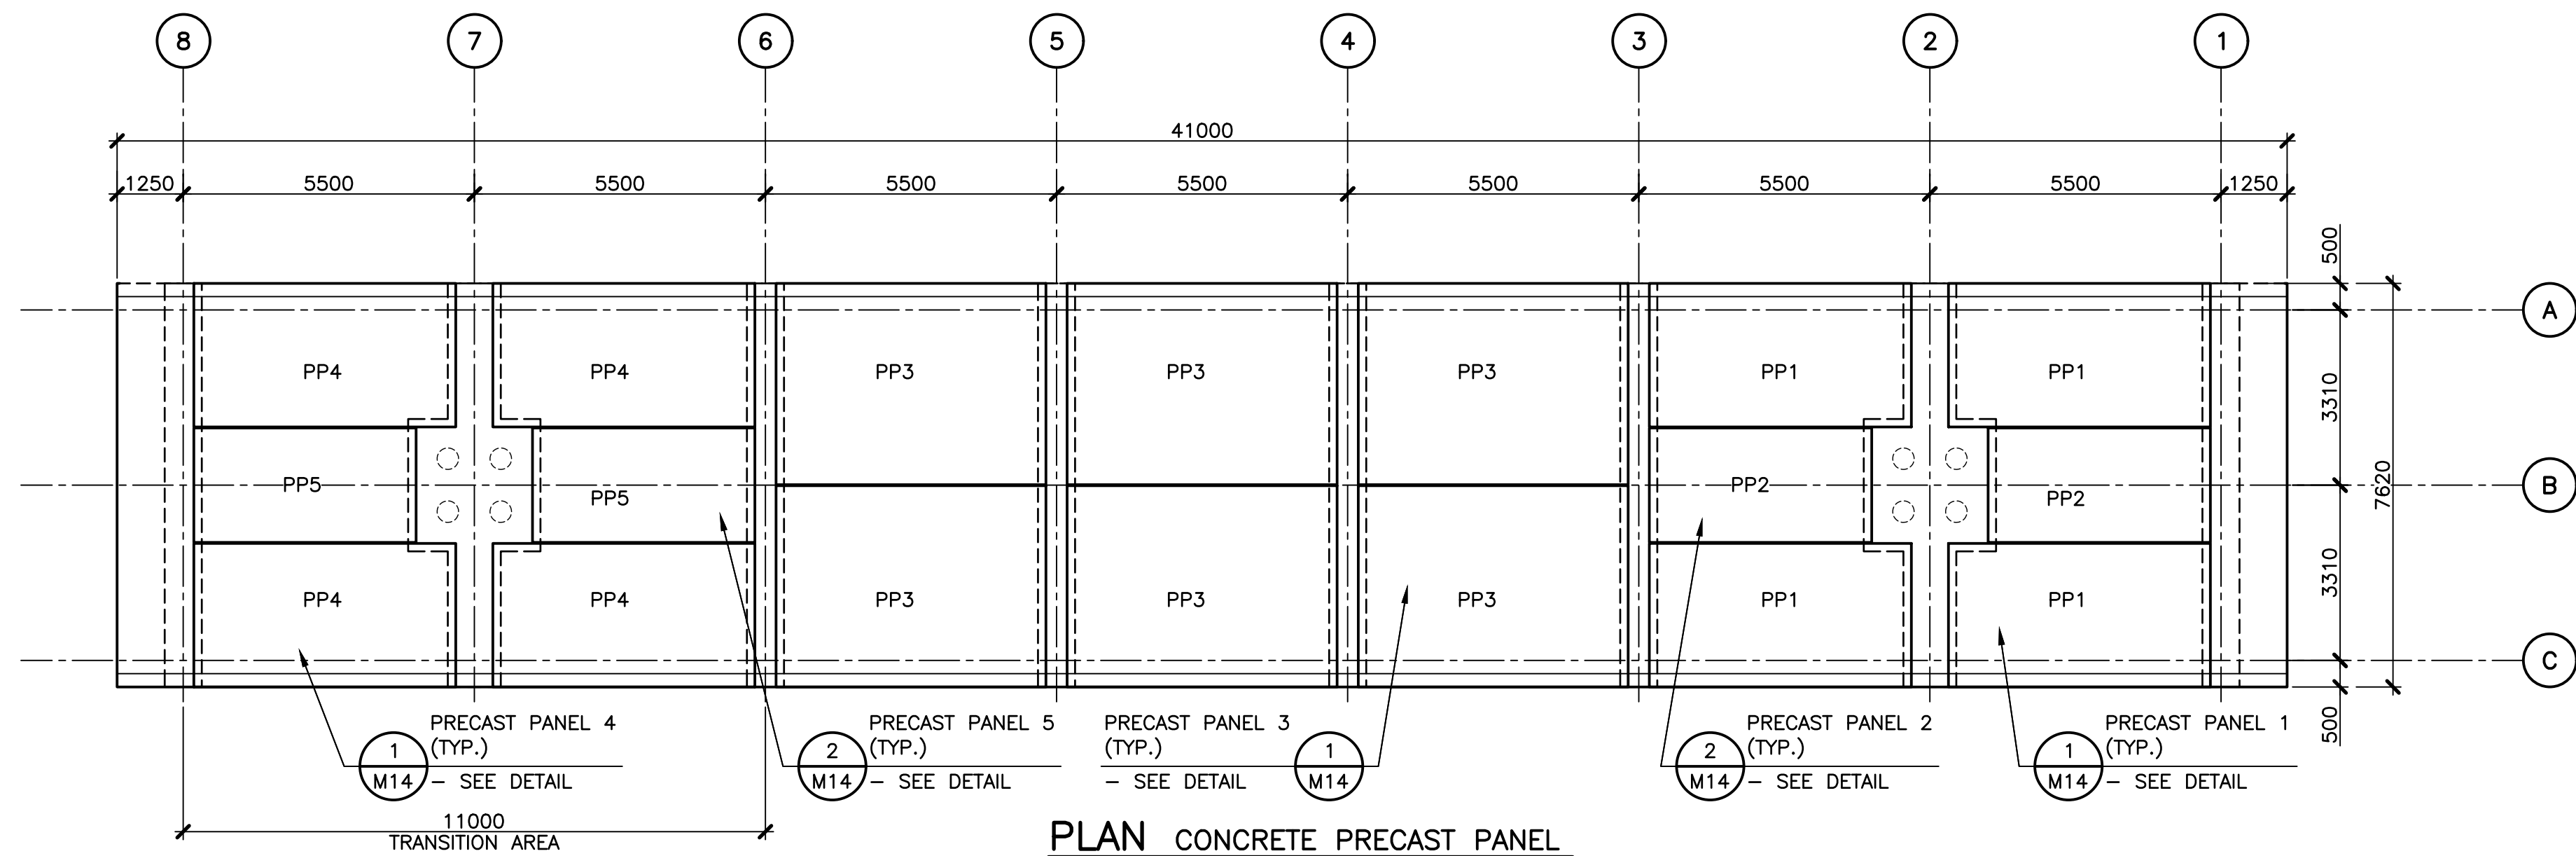 8 7 6 5 4 3 2 1
41000
1250 5500 5500 5500 5500 5500 5500 5500 1250
500
A
PP4 PP4 PP3 PP3 PP3 PP1 PP1
3310
PP5 PP5 PP2 PP2
B
7620
3310
PP4 PP4 PP3 PP3 PP3 PP1 PP1
C
500
1
M14
PRECAST PANEL 4
(TYP.)
– SEE DETAIL
2
M14
PRECAST PANEL 5
(TYP.)
– SEE DETAIL
PRECAST PANEL 3
(TYP.)
– SEE DETAIL
1
M14
2
M14
PRECAST PANEL 2
(TYP.)
– SEE DETAIL
1
M14
PRECAST PANEL 1
(TYP.)
– SEE DETAIL
11000
TRANSITION AREA
PLAN CONCRETE PRECAST PANEL